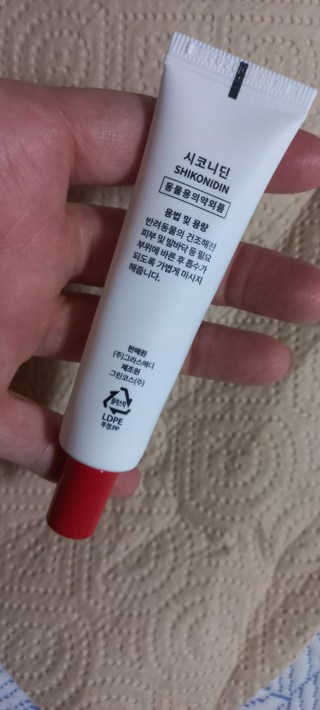 시코니딘
SHIKONIDIN
동물용의약외품
용법 및 용량
반려동물의 건조해진
피부 및 발바닥 등 필요
부위에 바른 후 흡수가
되도록 가볍게 마사지
해줍니다.
판매원
(주)그라스메디
제조원
그린코스(주)
플라스틱
LDPE
뚜껑:PP